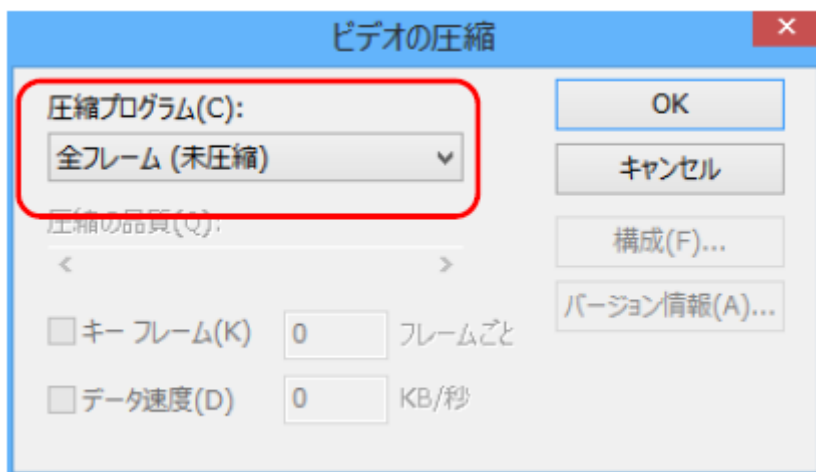 ビデオの圧縮
圧縮プログラム(C):
全フレーム (未圧縮)
圧縮の品質(Q):
キー フレーム(K)
0
フレームごと
データ速度(D)
0
KB/秒
OK
キャンセル
構成(F)...
バージョン情報(A)...